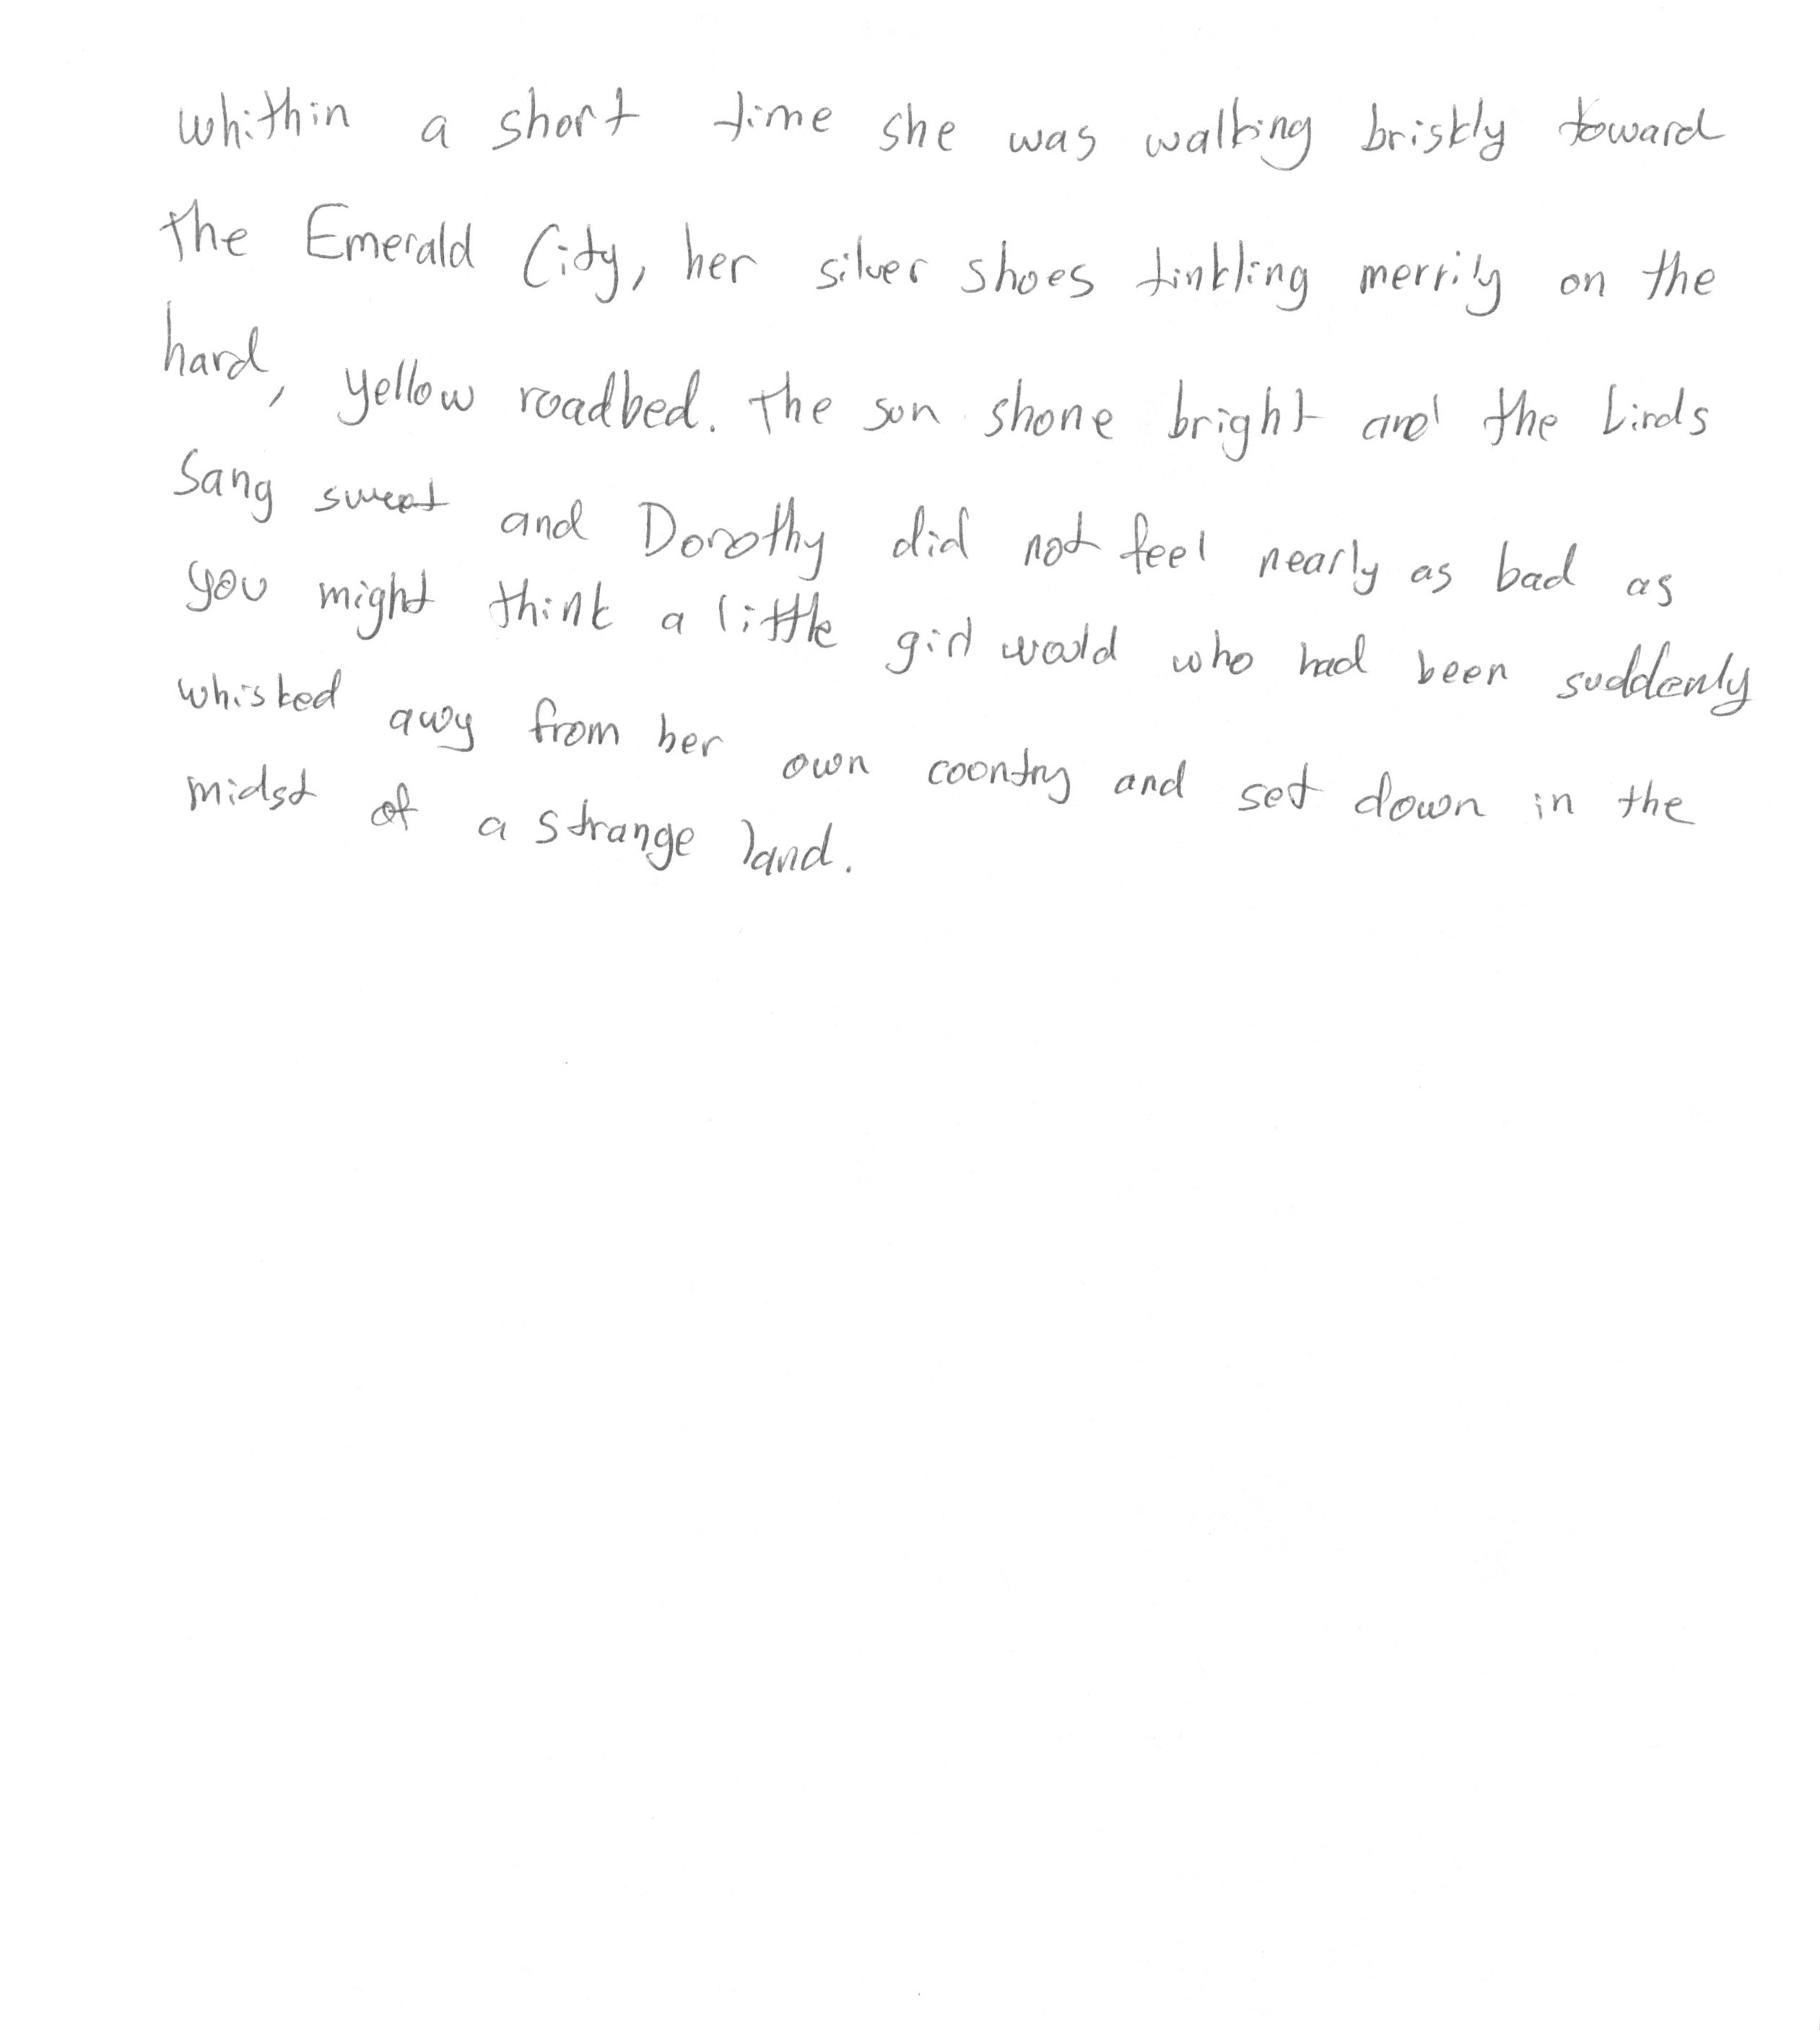 whithin a short time she was walking briskly toward
the Emerald City, her silver shoes tinkling merrily on the
hard, yellow roadbed. the sun shone bright and the birds
Sang sweat and Dorothy did not feel nearly as bad as
you might think a little girl would who had been suddenly
whisked away from her own coontry and set down in the
midst of a strange land.